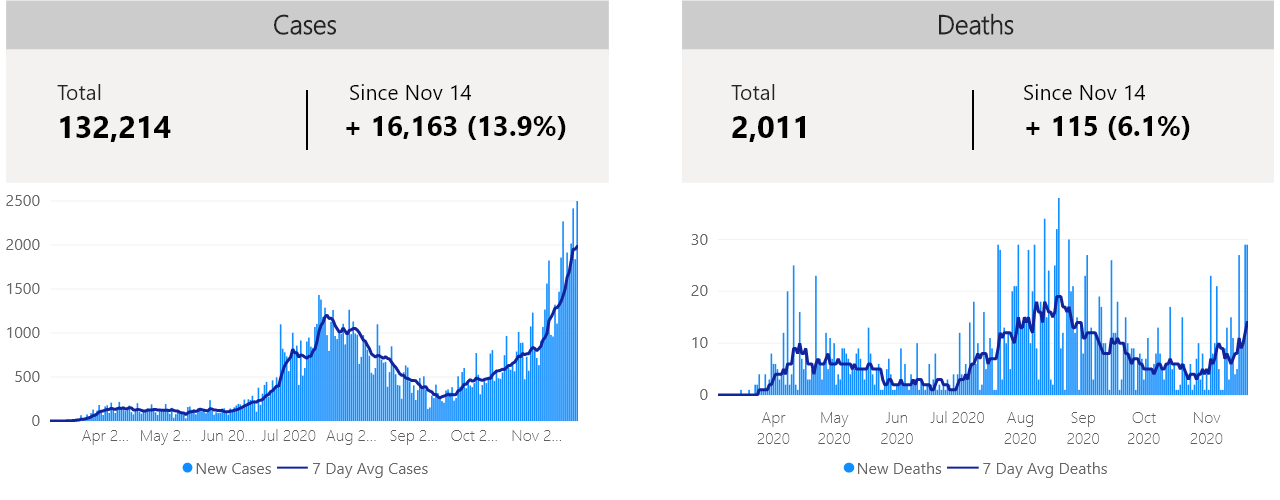 Cases
Total
132,214
Since Nov 14
+ 16,163 (13.9%)
2500
2000
1500
1000
500
0
Apr 2... May 2... Jun 20... Jul 2020 Aug 2... Sep 2... Oct 2... Nov 2...
New Cases 7 Day Avg Cases
Deaths
Total
2,011
Since Nov 14
+ 115 (6.1%)
30
20
10
0
Apr 2020
May 2020
Jun 2020
Jul 2020
Aug 2020
Sep 2020
Oct 2020
Nov 2020
New Deaths 7 Day Avg Deaths